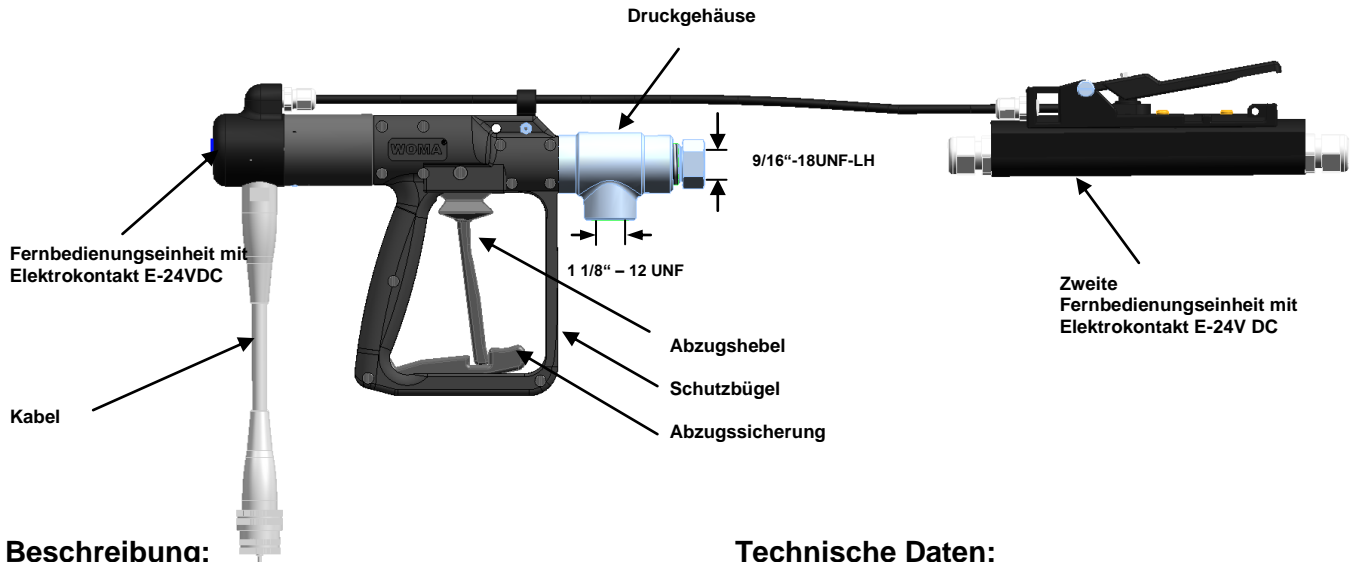 Druckgehäuse
WOMA
9/16“-18UNF-LH
Fernbedienungseinheit mit
Elektrokontakt E-24VDC
1 1/8“ – 12 UNF
Zweite
Fernbedienungseinheit mit
Elektrokontakt E-24V DC
Abzugshebel
Schutzbügel
Kabel
Abzugssicherung
Beschreibung:
Technische Daten: